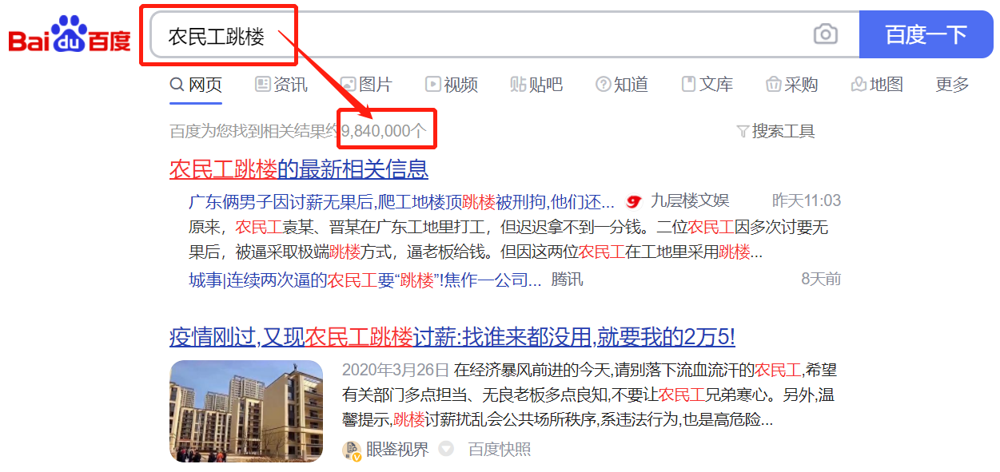 Bai du 百度
农民工跳楼
百度一下
网页 资讯 图片 视频 贴吧 知道 文库 采购 地图 更多
百度为您找到相关结果约9,840,000个 搜索工具
农民工跳楼的最新相关信息
广东俩男子因讨薪无果后,爬工地楼顶跳楼被刑拘,他们还... 九层楼文娱 昨天11:03
原来，农民工袁某、晋某在广东工地里打工，但迟迟拿不到一分钱。二位农民工因多次讨要无
果后，被逼采取极端跳楼方式，逼老板给钱。但因这两位农民工在工地里采用跳楼...
城事|连续两次逼的农民工要“跳楼”!焦作一公司... 腾讯 8天前
疫情刚过,又现农民工跳楼讨薪:找谁来都没用,就要我的2万5!
2020年3月26日 在经济暴风前进的今天,请别落下流血流汗的农民工,希望
有关部门多点担当、无良老板多点良知,不要让农民工兄弟寒心。另外,温
馨提示,跳楼讨薪扰乱会公共场所秩序,系违法行为,也是高危险...
眼鉴视界 百度快照